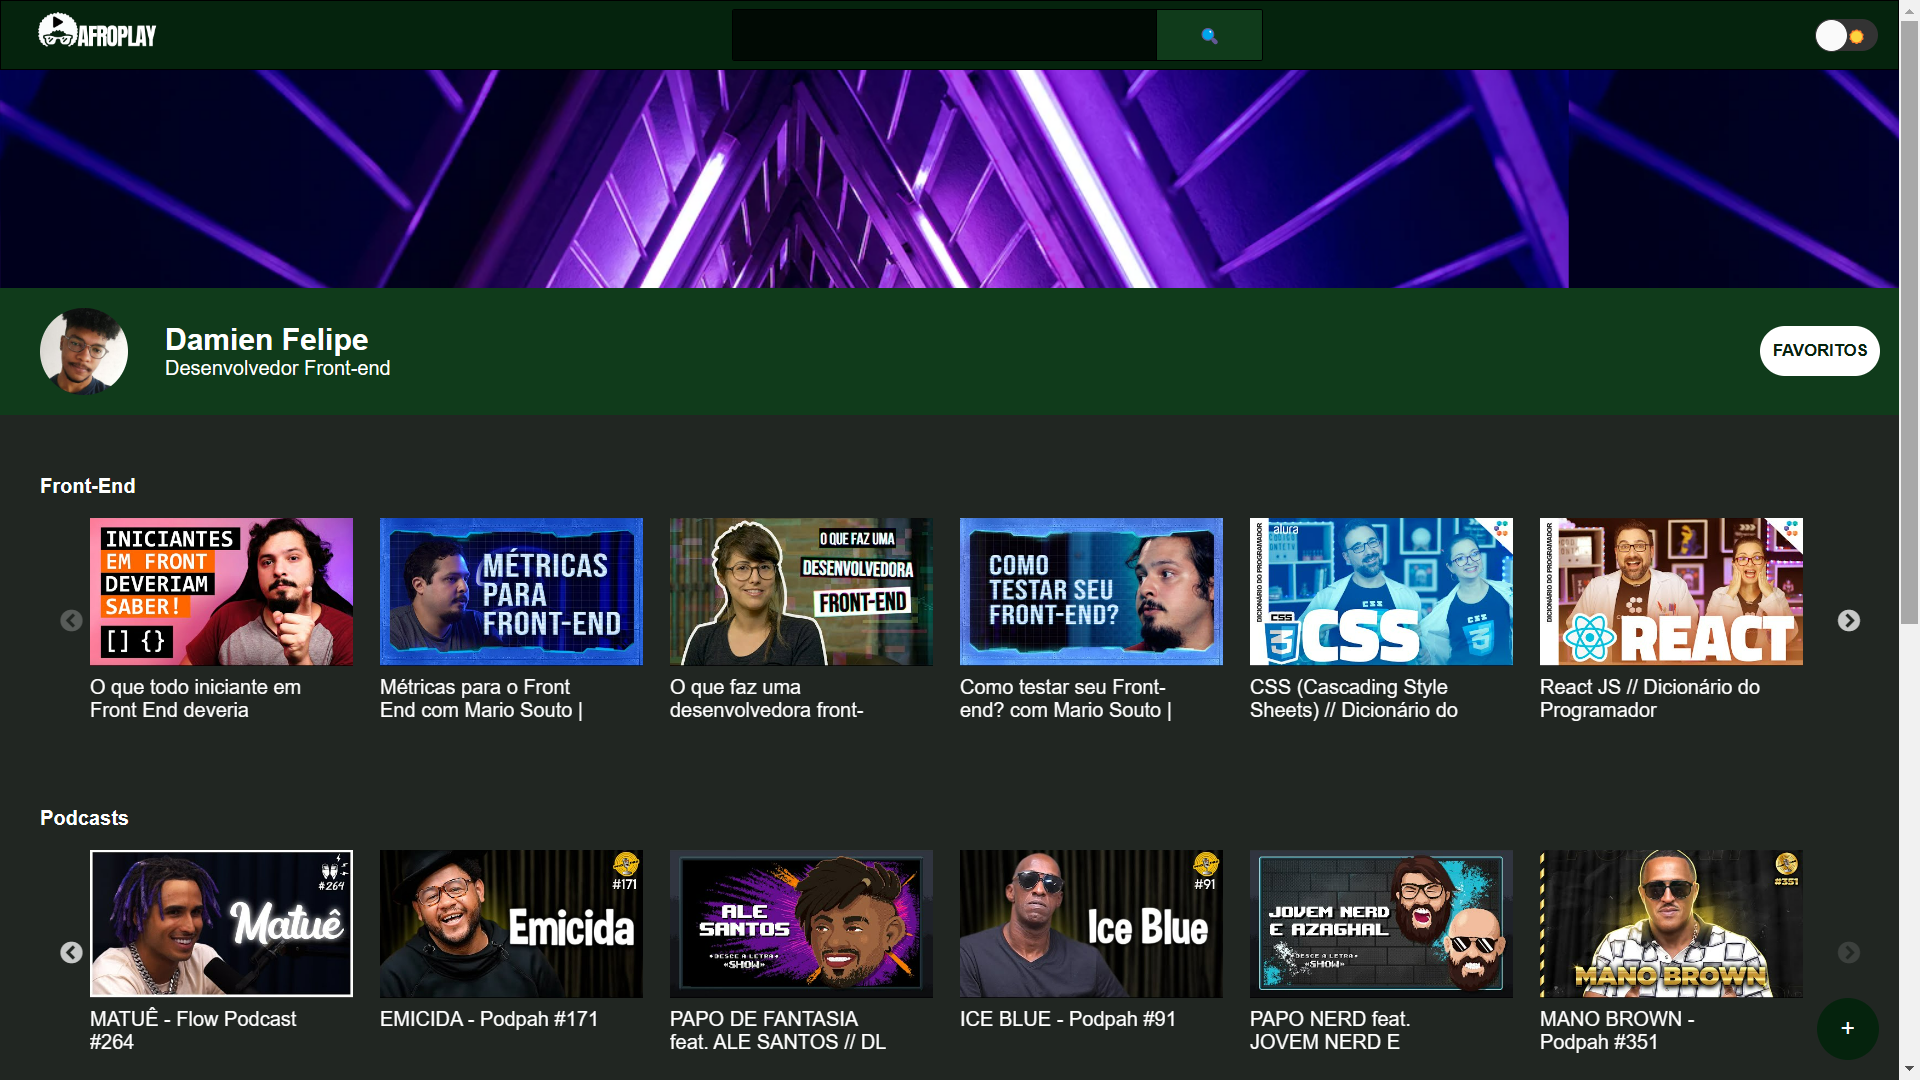 AFROPLAY
Damien Felipe
Desenvolvedor Front-end
FAVORITOS
Front-End
INICIANTES
EM FRONT
DEVERIAM
SABER!
[] {}
O que todo iniciante em
Front End deveria
MÉTRICAS
PARA
FRONT-END
Métricas para o Front
End com Mario Souto |
O QUE FAZ UMA
DESENVOLVEDORA
FRONT-END
O que faz uma
desenvolvedora front-
COMO
TESTAR SEU
FRONT-END?
Como testar seu Front-
end? com Mario Souto |
DICIONÁRIO DO PROGRAMADOR
alura
CSS
3
CSS
CSS (Cascading Style
Sheets) // Dicionário do
DICIONÁRIO DO PROGRAMADOR
REACT
React JS // Dicionário do
Programador
Podcasts
#264
Matuê
MATUÊ - Flow Podcast
#264
#171
Emicida
EMICIDA - Podpah #171
ALE
SANTOS
DESCE A LETRA
«SHOW»
PAPO DE FANTASIA
feat. ALE SANTOS // DL
#91
Ice Blue
ICE BLUE - Podpah #91
JOVEM NERD
E AZAGHAL
DESCE A LETRA
«SHOW»
PAPO NERD feat.
JOVEM NERD E
#351
MANO BROWN
MANO BROWN -
Podpah #351
+